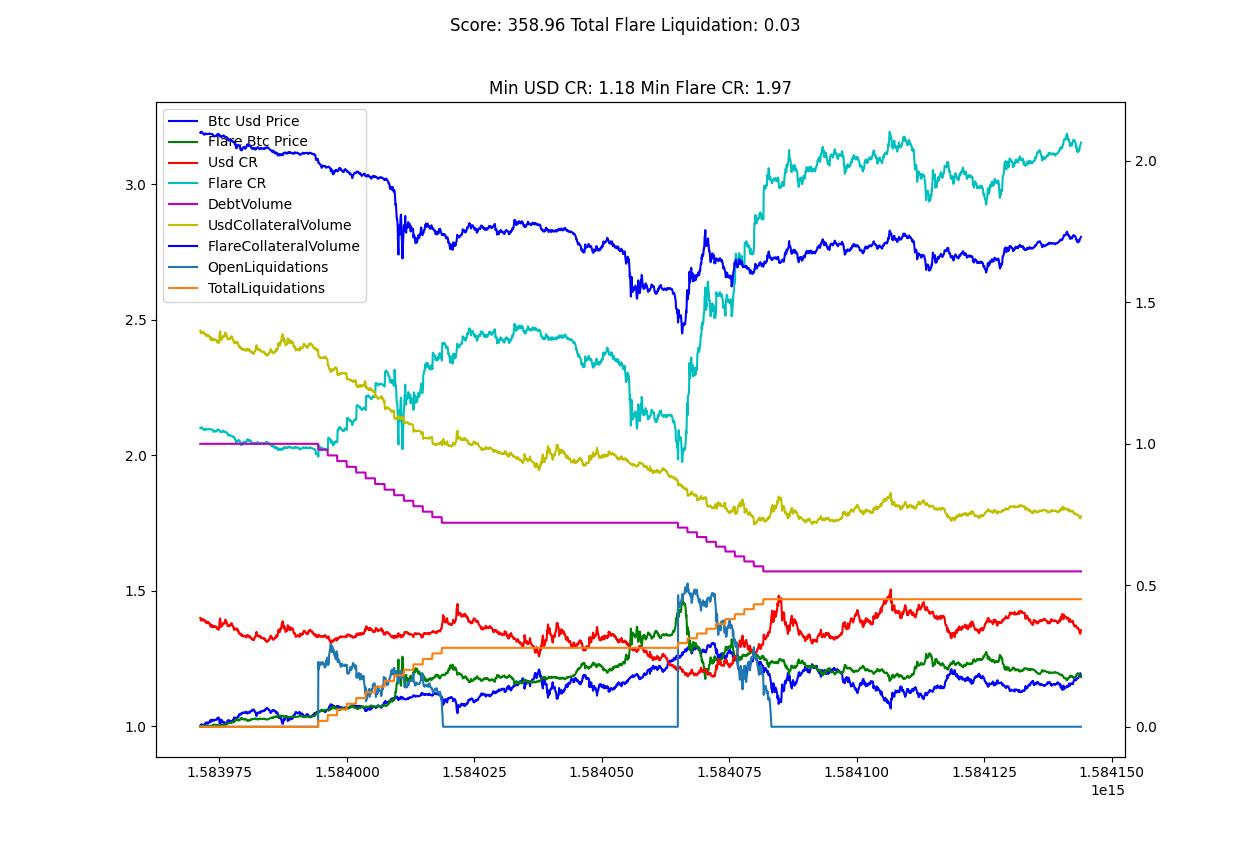 Score: 358.96 Total Flare Liquidation: 0.03
Min USD CR: 1.18 Min Flare CR: 1.97
Btc Usd Price
Flare Btc Price
Usd CR
Flare CR
DebtVolume
UsdCollateralVolume
FlareCollateralVolume
OpenLiquidations
TotalLiquidations
3.0
2.5
2.0
1.5
1.0
2.0
1.5
1.0
0.5
0.0
1.583975 1.584000 1.584025 1.584050 1.584075 1.584100 1.584125 1.584150
1e15